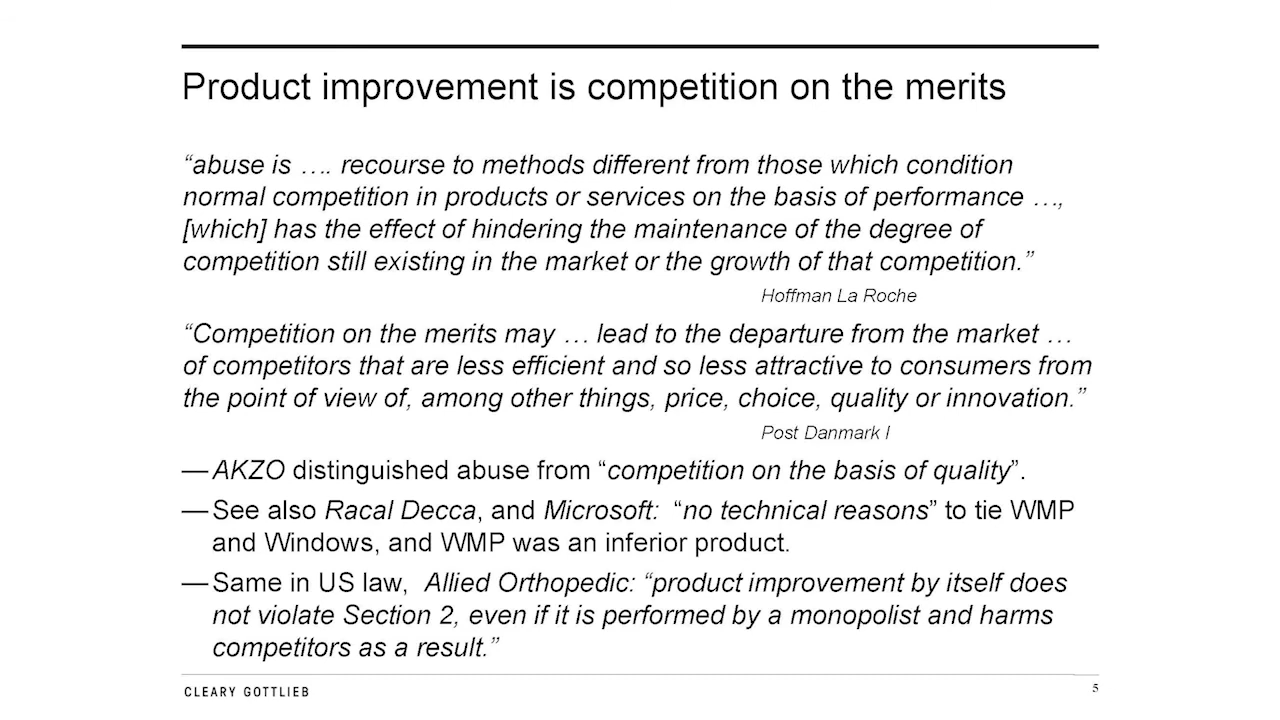 Product improvement is competition on the merits
“abuse is …. recourse to methods different from those which condition
normal competition in products or services on the basis of performance …,
[which] has the effect of hindering the maintenance of the degree of
competition still existing in the market or the growth of that competition.”
Hoffman La Roche
“Competition on the merits may … lead to the departure from the market …
of competitors that are less efficient and so less attractive to consumers from
the point of view of, among other things, price, choice, quality or innovation.”
Post Danmark I
— AKZO distinguished abuse from “competition on the basis of quality”.
— See also Racal Decca, and Microsoft: “no technical reasons” to tie WMP
and Windows, and WMP was an inferior product.
— Same in US law, Allied Orthopedic: “product improvement by itself does
not violate Section 2, even if it is performed by a monopolist and harms
competitors as a result.”
CLEARY GOTTLIEB
5